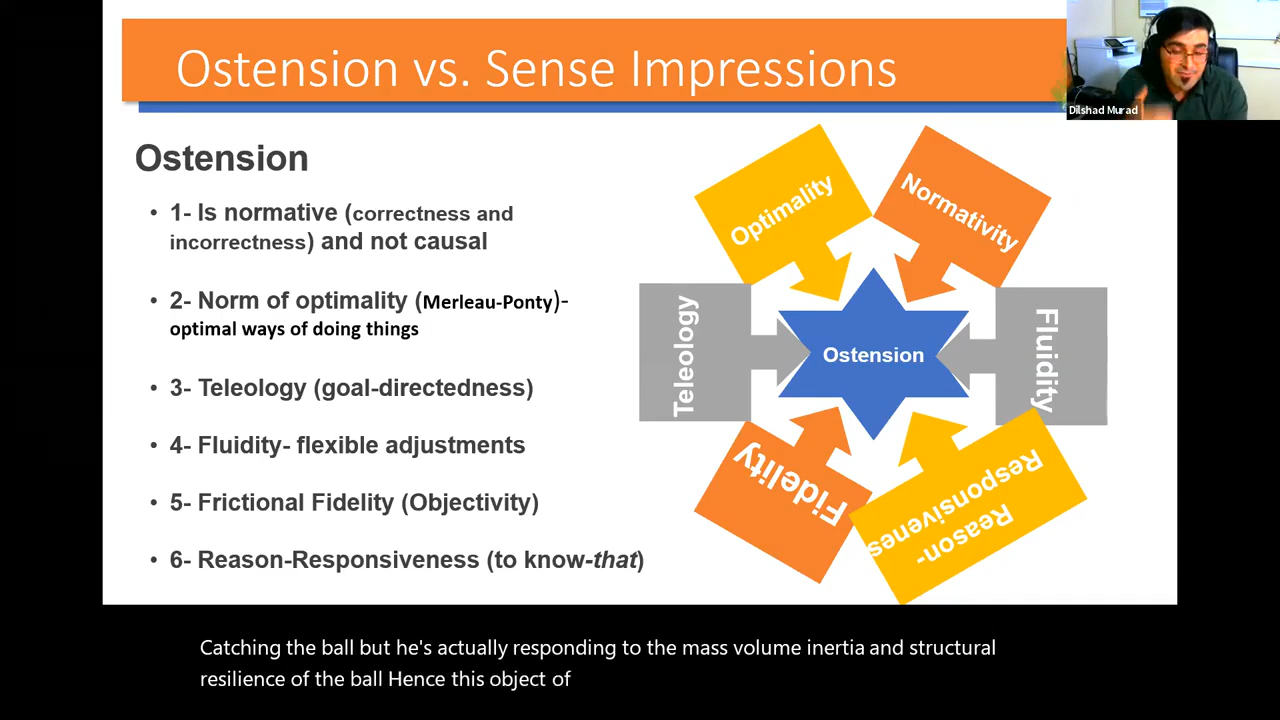 Ostension vs. Sense Impressions
Dilshad Murad
Ostension
• 1- Is normative (correctness and
incorrectness) and not causal
• 2- Norm of optimality (Merleau-Ponty)-
optimal ways of doing things
• 3- Teleology (goal-directedness)
• 4- Fluidity- flexible adjustments
• 5- Frictional Fidelity (Objectivity)
• 6- Reason-Responsiveness (to know-that)
Optimality
Normativity
Teleology
Ostension
Fluidity
Fidelity
Reason-
Responsiveness
Catching the ball but he's actually responding to the mass volume inertia and structural
resilience of the ball Hence this object of